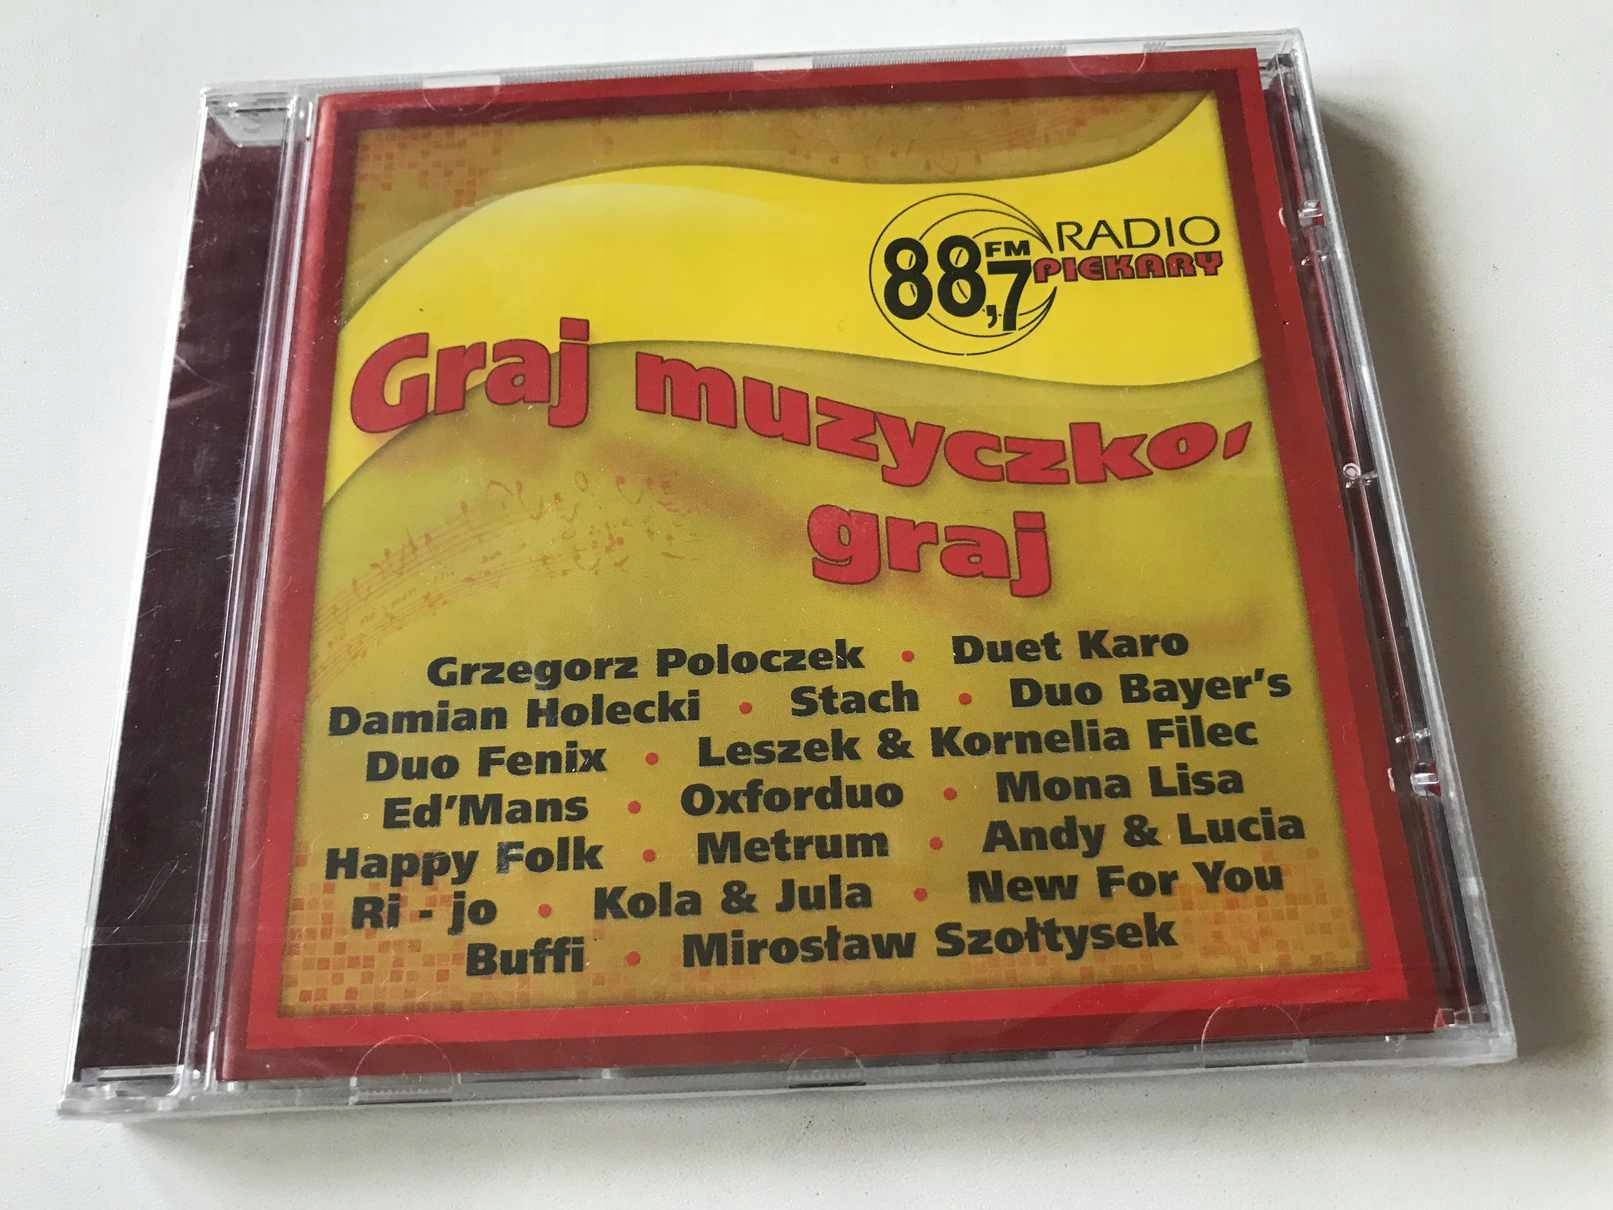 88,7 FM RADIO
PIEKARY
Graj muzyczko,
graj
Grzegorz Poloczek • Duet Karo
Damian Holecki • Stach • Duo Bayer's
Duo Fenix • Leszek & Kornelia Filec
Ed'Mans • Oxforduo • Mona Lisa
Happy Folk • Metrum • Andy & Lucia
Ri - jo • Kola & Jula • New For You
Buffi • Mirosław Szołtysek